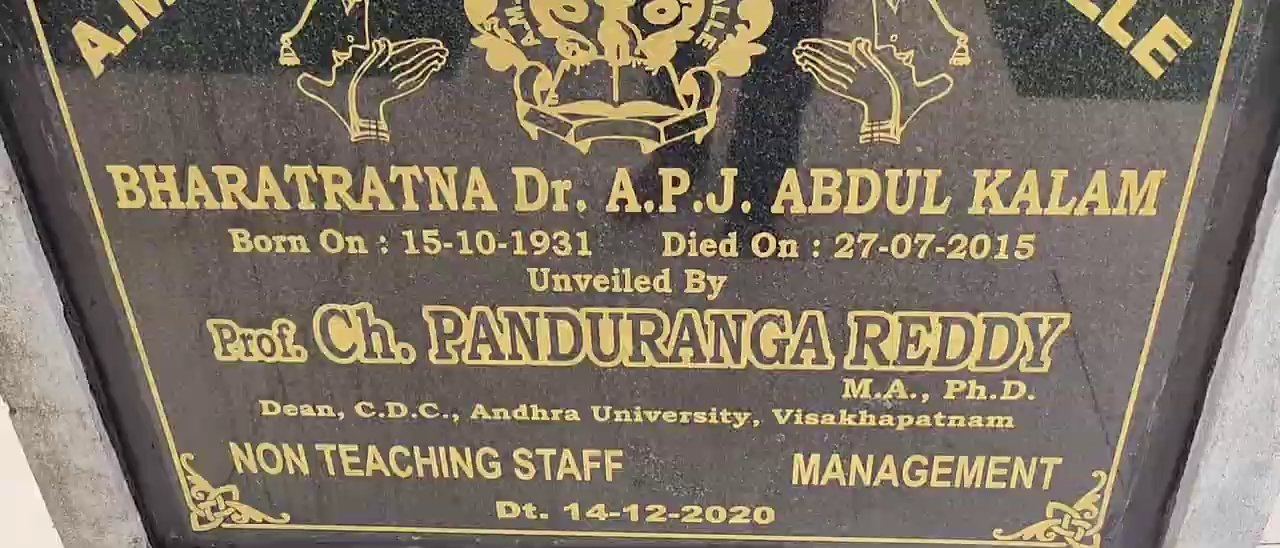 A.M
LLE
BHARATRATNA Dr. A.P.J. ABDUL KALAM
Born On : 15-10-1931 Died On : 27-07-2015
Unveiled By
Prof. Ch. PANDURANGA REDDY
M.A., Ph.D.
Dean, C.D.C., Andhra University, Visakhapatnam
NON TEACHING STAFF MANAGEMENT
Dt. 14-12-2020